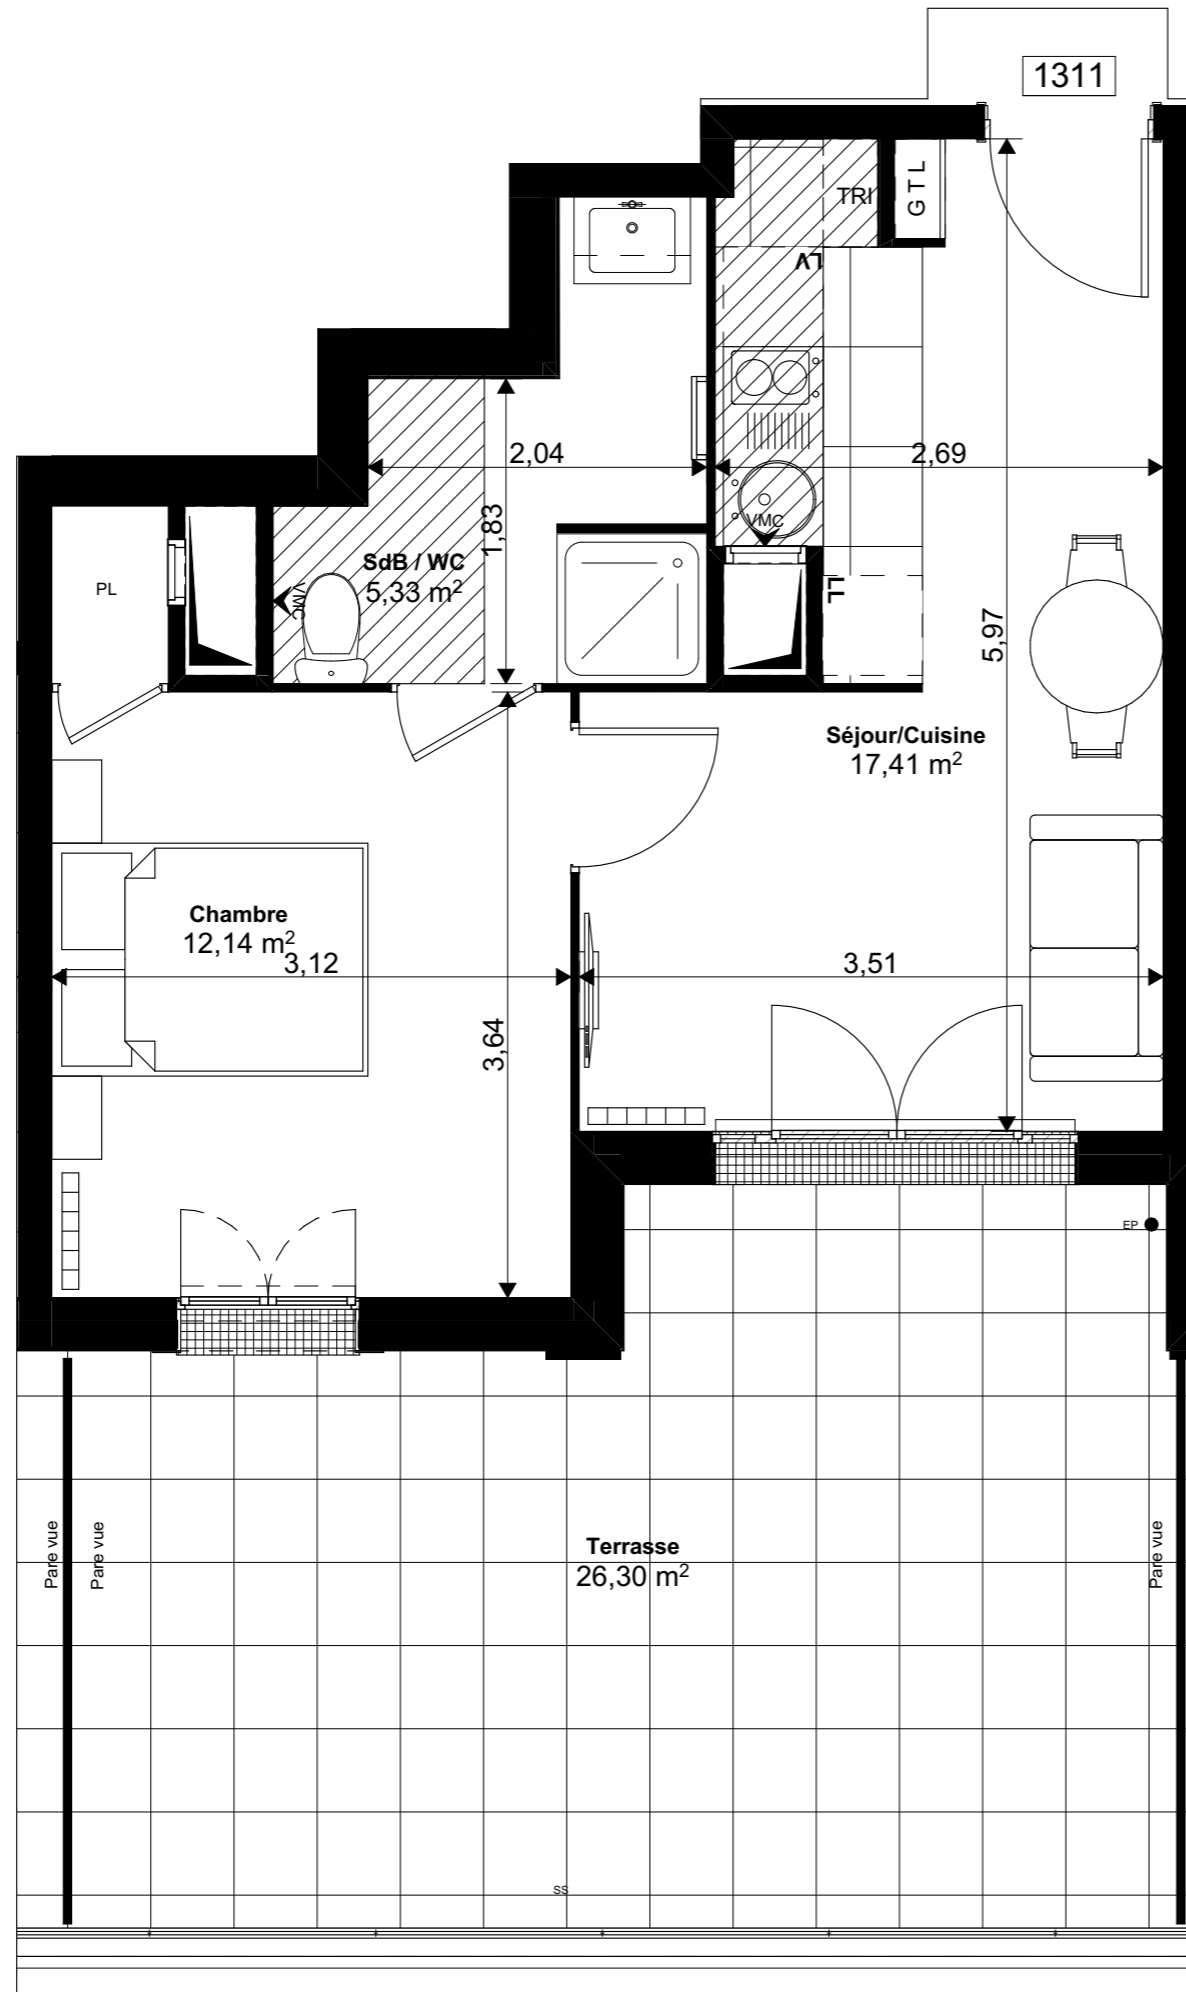 1311
TRI
G T L
LV
2,04
2,69
1,83
VMC
SdB / WC
5,33 m²
VMC
PL
LL
5,97
Séjour/Cuisine
17,41 m²
Chambre
12,14 m²
3,12
3,51
3,64
EP
Terrasse
26,30 m²
Pare vue
Pare vue
Pare vue
SS